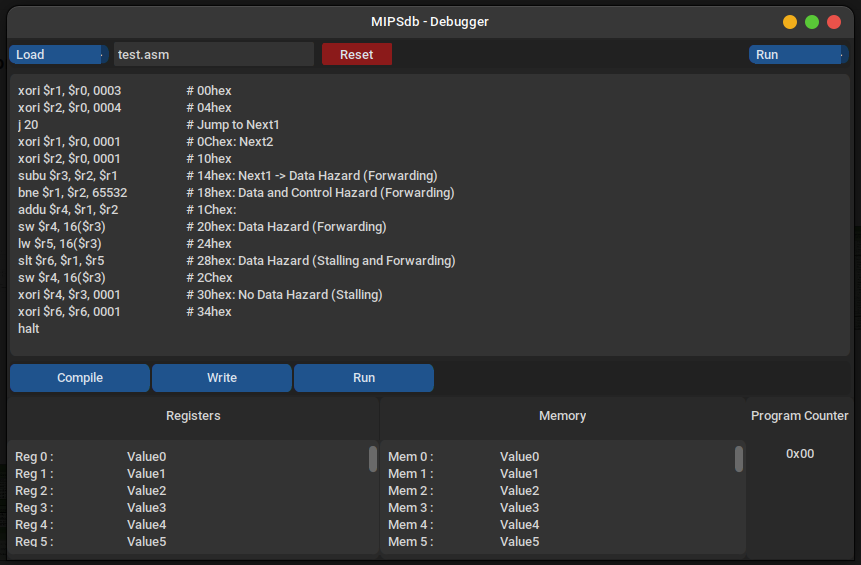 MIPSdb - Debugger
Load test.asm Reset Run
xori $r1, $r0, 0003 # 00hex
xori $r2, $r0, 0004 # 04hex
j 20 # Jump to Next1
xori $r1, $r0, 0001 # 0Chex: Next2
xori $r2, $r0, 0001 # 10hex
subu $r3, $r2, $r1 # 14hex: Next1 -> Data Hazard (Forwarding)
bne $r1, $r2, 65532 # 18hex: Data and Control Hazard (Forwarding)
addu $r4, $r1, $r2 # 1Chex:
sw $r4, 16($r3) # 20hex: Data Hazard (Forwarding)
lw $r5, 16($r3) # 24hex
slt $r6, $r1, $r5 # 28hex: Data Hazard (Stalling and Forwarding)
sw $r4, 16($r3) # 2Chex
xori $r4, $r3, 0001 # 30hex: No Data Hazard (Stalling)
xori $r6, $r6, 0001 # 34hex
halt
Compile Write Run
Registers Memory Program Counter
Reg 0 : Value0 Mem 0 : Value0 0x00
Reg 1 : Value1 Mem 1 : Value1
Reg 2 : Value2 Mem 2 : Value2
Reg 3 : Value3 Mem 3 : Value3
Reg 4 : Value4 Mem 4 : Value4
Reg 5 : Value5 Mem 5 : Value5